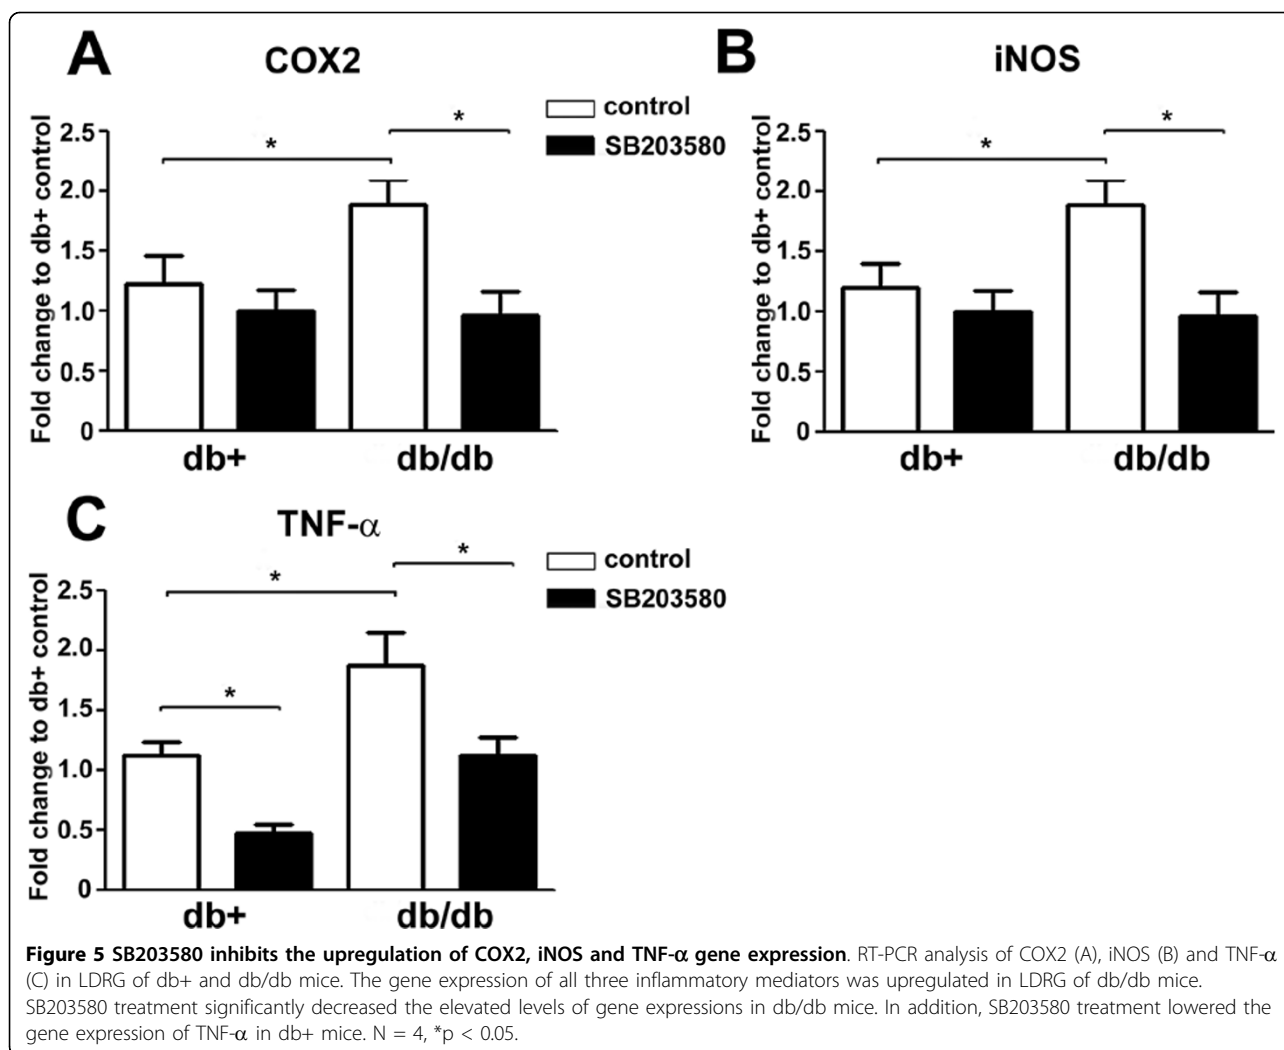 A
COX2
Fold change to db+ control
2.5
2.0
1.5
1.0
0.5
0
*
*
db+
db/db
control
SB203580
B
iNOS
Fold change to db+ control
2.5
2.0
1.5
1.0
0.5
0
*
*
db+
db/db
C
TNF-α
Fold change to db+ control
2.5
2.0
1.5
1.0
0.5
0
*
*
*
db+
db/db
control
SB203580
Figure 5 SB203580 inhibits the upregulation of COX2, iNOS and TNF-α gene expression. RT-PCR analysis of COX2 (A), iNOS (B) and TNF-α
(C) in LDRG of db+ and db/db mice. The gene expression of all three inflammatory mediators was upregulated in LDRG of db/db mice.
SB203580 treatment significantly decreased the elevated levels of gene expressions in db/db mice. In addition, SB203580 treatment lowered the
gene expression of TNF-α in db+ mice. N = 4, *p < 0.05.